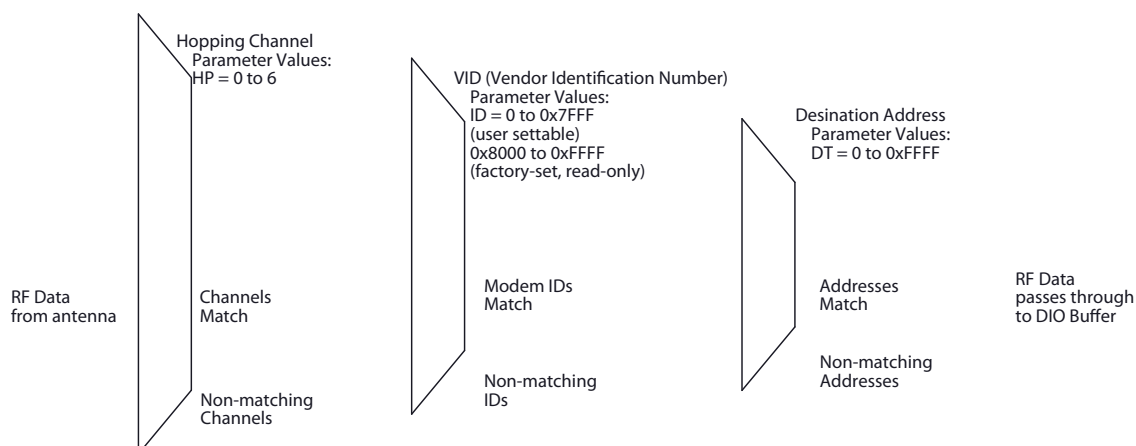 Hopping Channel
Parameter Values:
HP = 0 to 6
VID (Vendor Identification Number)
Parameter Values:
ID = 0 to 0x7FFF
(user settable)
0x8000 to 0xFFFF
(factory-set, read-only)
Desination Address
Parameter Values:
DT = 0 to 0xFFFF
RF Data
from antenna
Channels
Match
Modem IDs
Match
Addresses
Match
RF Data
passes through
to DIO Buffer
Non-matching
Channels
Non-matching
IDs
Non-matching
Addresses